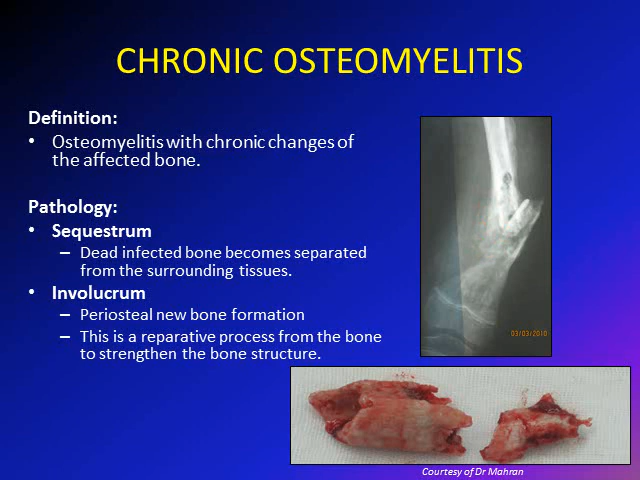 CHRONIC OSTEOMYELITIS
Definition:
• Osteomyelitis with chronic changes of
the affected bone.
Pathology:
• Sequestrum
– Dead infected bone becomes separated
from the surrounding tissues.
• Involucrum
– Periosteal new bone formation
– This is a reparative process from the bone
to strengthen the bone structure.
03/03/2010
Courtesy of Dr Mahran